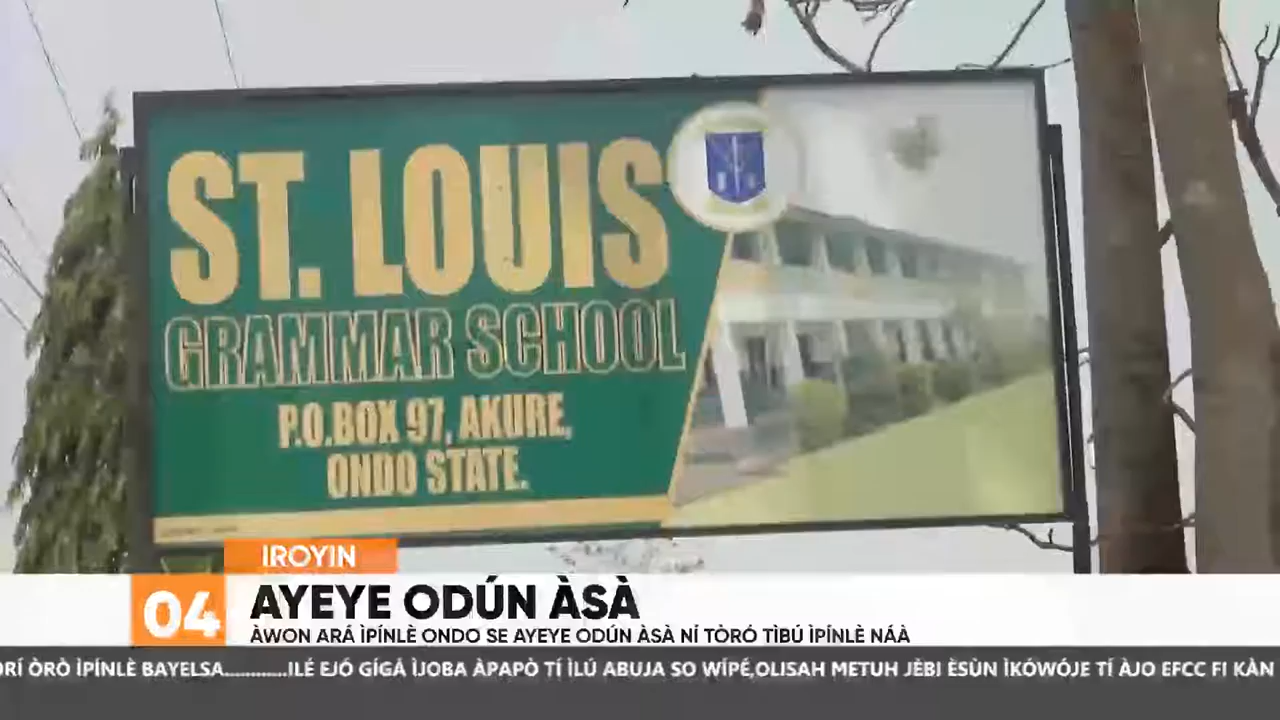 ST. LOUIS
GRAMMAR SCHOOL
P.O.BOX 97, AKURE,
ONDO STATE.
IROYIN
04
AYEYE ODÚN ÀSÀ
ÀWON ARÁ ÌPÍNLÈ ONDO SE AYEYE ODÚN ÀSÀ NÍ TÒRÓ TÌBÚ ÌPÍNLÈ NÁÀ
ÒRÒ ÌPÍNLÈ BAYELSA............ILÉ EJÓ GÍGÁ ÌJOBA ÀPAPÒ TÍ ÌLÚ ABUJA SO WÍPÉ,OLISAH METUH JÈBI ÈSÙN ÌKÓWÓJE TÍ ÀJO EFCC FI KÀN